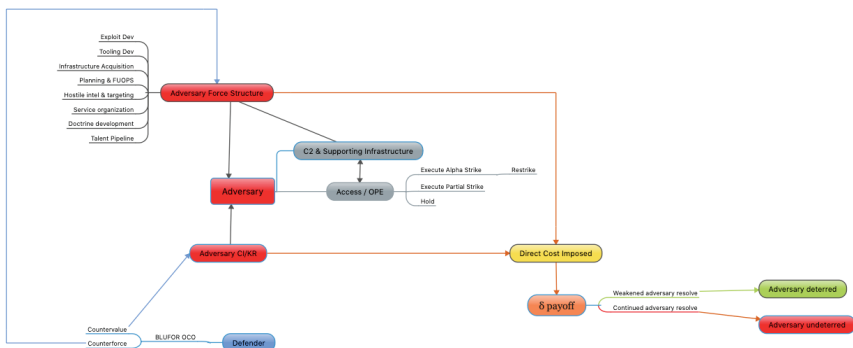 Exploit Dev
Tooling Dev
Infrastructure Acquisition
Planning & FUOPS
Hostile intel & targeting
Service organization
Doctrine development
Talent Pipeline
Adversary Force Structure
C2 & Supporting Infrastructure
Adversary
Access / OPE
Execute Alpha Strike
Restrike
Execute Partial Strike
Hold
Adversary CI/KR
Direct Cost Imposed
δ payoff
Weakened adversary resolve
Continued adversary resolve
Adversary deterred
Adversary undeterred
Countervalue
Counterforce
BLUFOR OCO
Defender